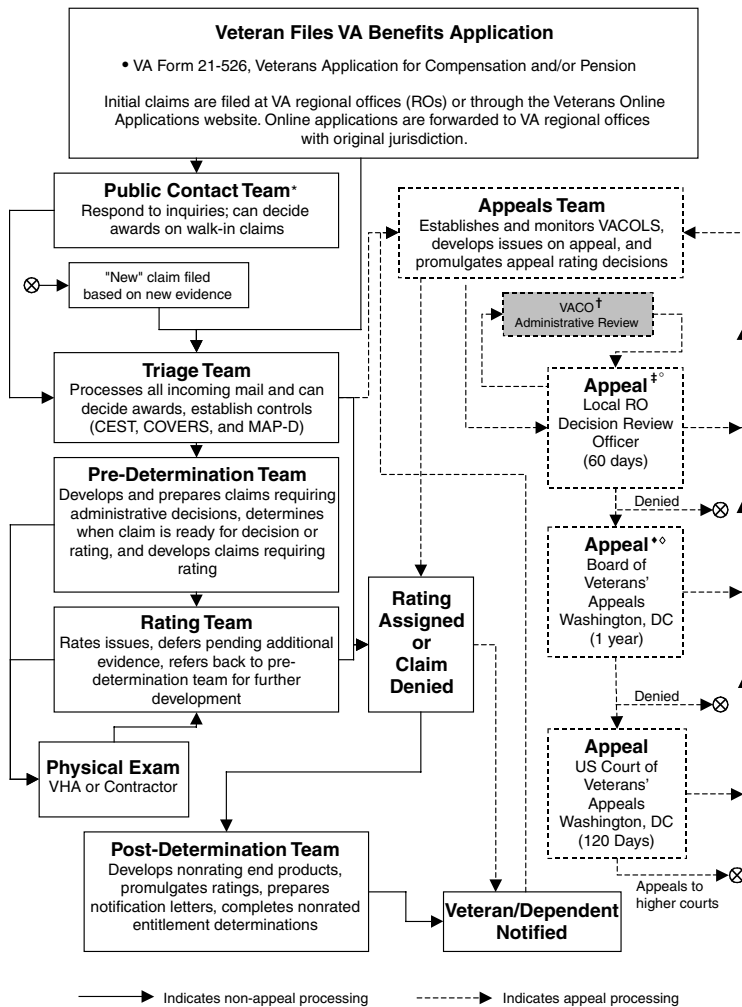 Veteran Files VA Benefits Application
• VA Form 21-526, Veterans Application for Compensation and/or Pension
Initial claims are filed at VA regional offices (ROs) or through the Veterans Online
Applications website. Online applications are forwarded to VA regional offices
with original jurisdiction.
Public Contact Team*
Respond to inquiries; can decide
awards on walk-in claims
"New" claim filed
based on new evidence
Triage Team
Processes all incoming mail and can
decide awards, establish controls
(CEST, COVERS, and MAP-D)
Pre-Determination Team
Develops and prepares claims requiring
administrative decisions, determines
when claim is ready for decision or
rating, and develops claims requiring
rating
Rating Team
Rates issues, defers pending additional
evidence, refers back to pre-
determination team for further
development
Physical Exam
VHA or Contractor
Post-Determination Team
Develops nonrating end products,
promulgates ratings, prepares
notification letters, completes nonrated
entitlement determinations
Rating
Assigned
or
Claim
Denied
Veteran/Dependent
Notified
Appeals Team
Establishes and monitors VACOLS,
develops issues on appeal, and
promulgates appeal rating decisions
VACO†
Administrative Review
Appeal‡○
Local RO
Decision Review
Officer
(60 days)
Denied
Appeal♦◊
Board of
Veterans'
Appeals
Washington, DC
(1 year)
Denied
Appeal
US Court of
Veterans'
Appeals
Washington, DC
(120 Days)
Appeals to
higher courts
Indicates non-appeal processing
Indicates appeal processing